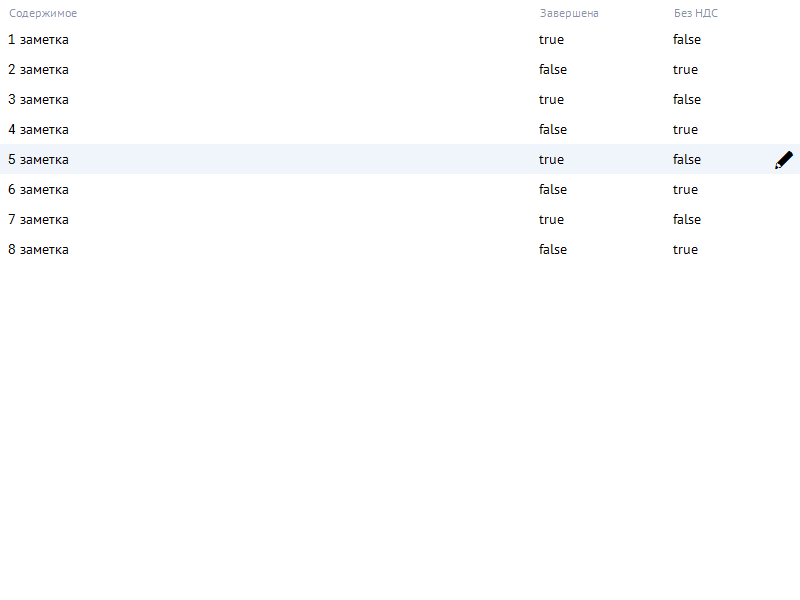 Содержимое Завершена Без НДС
1 заметка true false
2 заметка false true
3 заметка true false
4 заметка false true
5 заметка true false
6 заметка false true
7 заметка true false
8 заметка false true